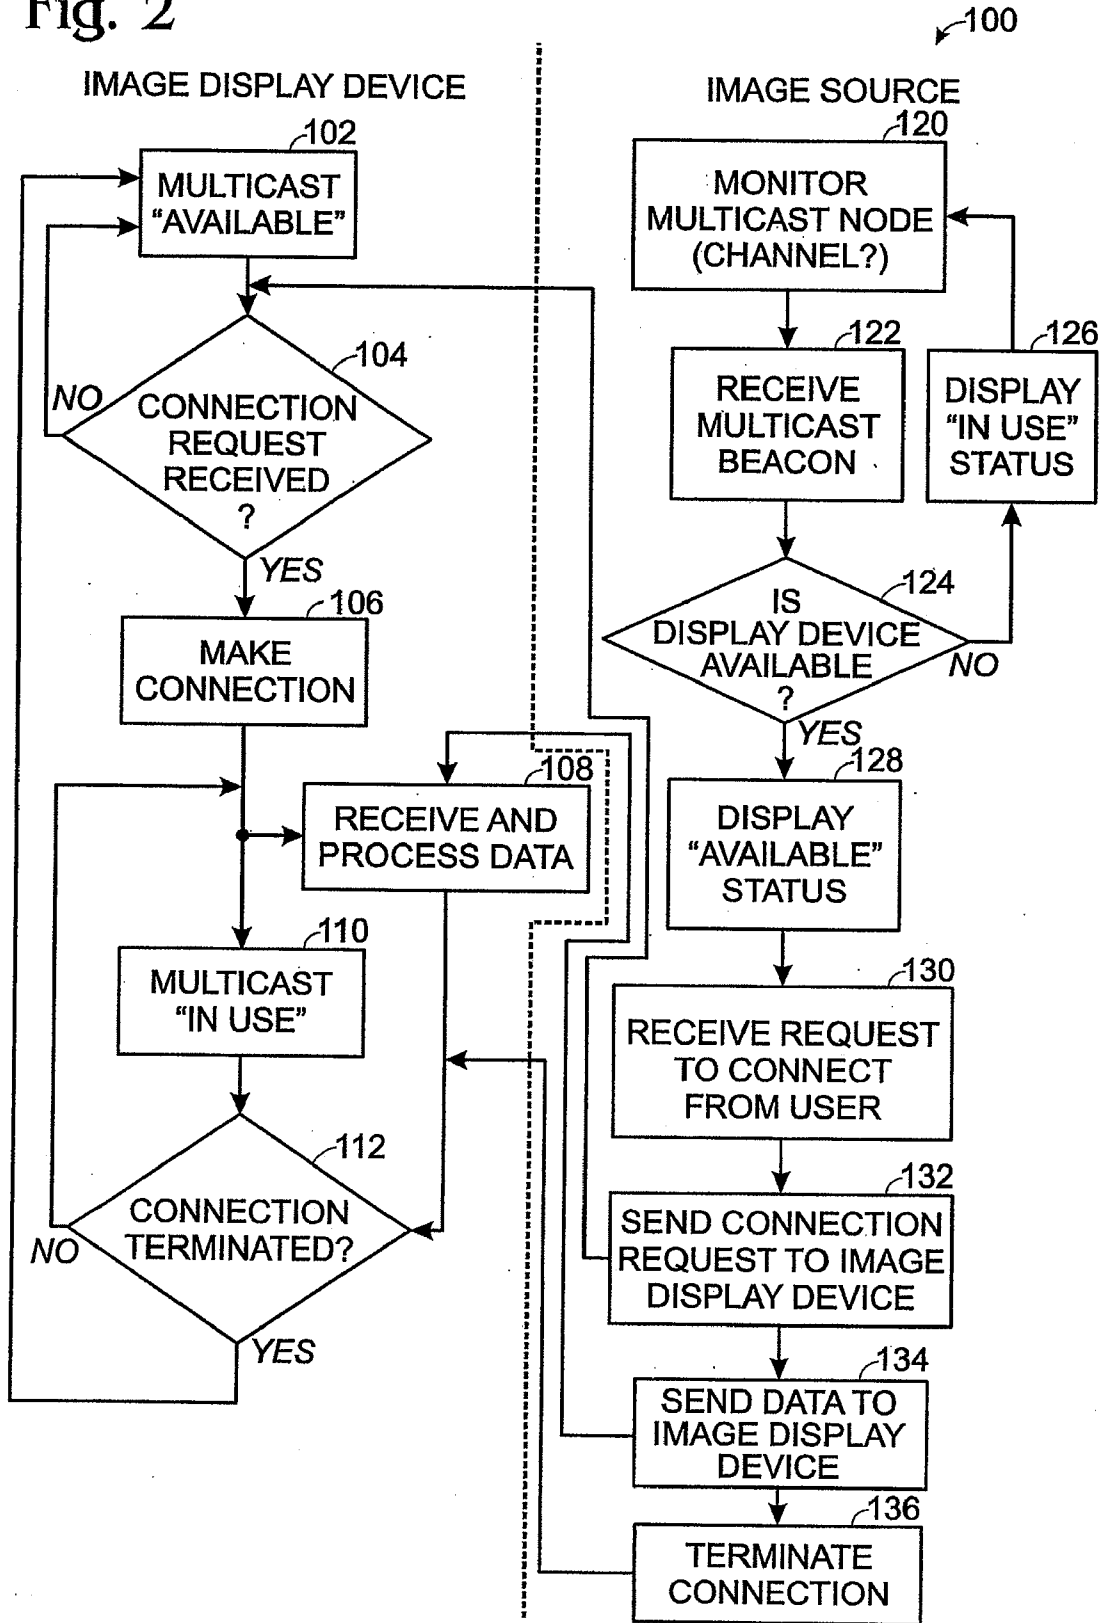 Fig. 2
100
IMAGE DISPLAY DEVICE
102
MULTICAST
“AVAILABLE”
104
NO
CONNECTION
REQUEST
RECEIVED
?
YES
106
MAKE
CONNECTION
108
RECEIVE AND
PROCESS DATA
110
MULTICAST
“IN USE”
112
CONNECTION
TERMINATED?
NO
YES
IMAGE SOURCE
120
MONITOR
MULTICAST NODE
(CHANNEL?)
122
RECEIVE
MULTICAST
BEACON
126
DISPLAY
“IN USE”
STATUS
124
IS
DISPLAY DEVICE
AVAILABLE
?
NO
YES
128
DISPLAY
“AVAILABLE”
STATUS
130
RECEIVE REQUEST
TO CONNECT
FROM USER
132
SEND CONNECTION
REQUEST TO IMAGE
DISPLAY DEVICE
134
SEND DATA TO
IMAGE DISPLAY
DEVICE
136
TERMINATE
CONNECTION